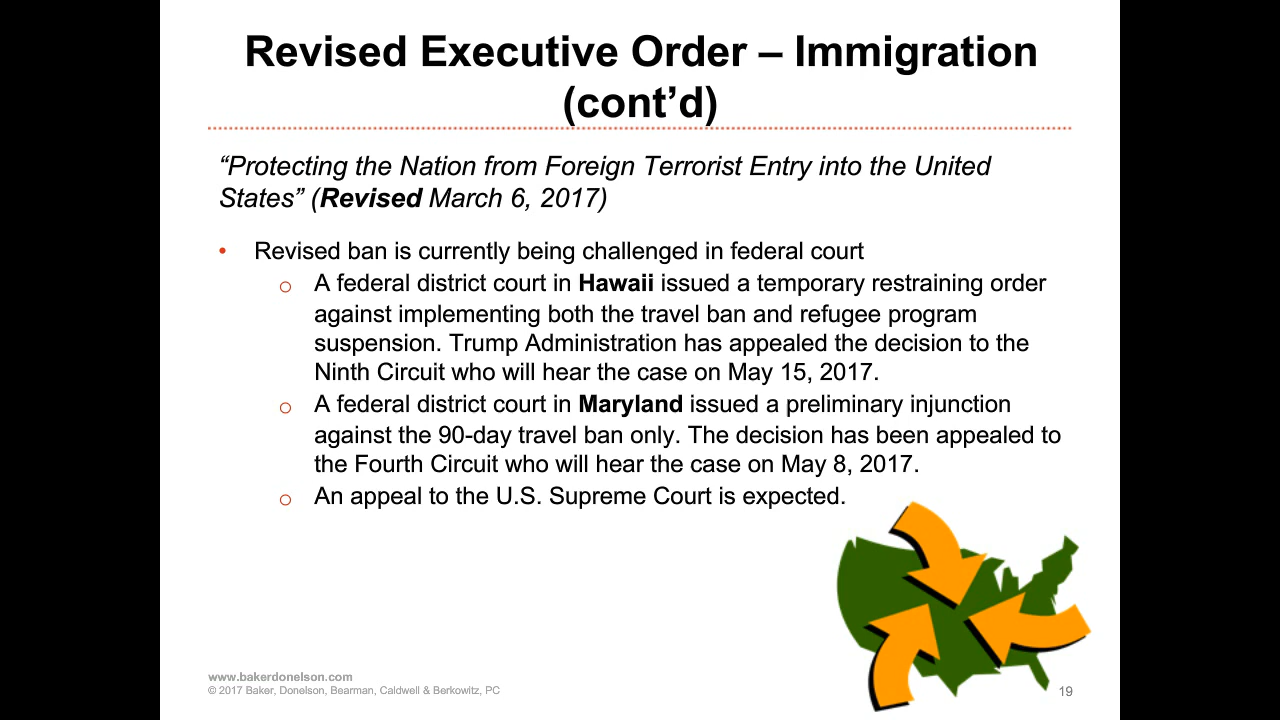 Revised Executive Order – Immigration
(cont’d)
“Protecting the Nation from Foreign Terrorist Entry into the United
States” (Revised March 6, 2017)
• Revised ban is currently being challenged in federal court
o A federal district court in Hawaii issued a temporary restraining order
against implementing both the travel ban and refugee program
suspension. Trump Administration has appealed the decision to the
Ninth Circuit who will hear the case on May 15, 2017.
o A federal district court in Maryland issued a preliminary injunction
against the 90-day travel ban only. The decision has been appealed to
the Fourth Circuit who will hear the case on May 8, 2017.
o An appeal to the U.S. Supreme Court is expected.
www.bakerdonelson.com
© 2017 Baker, Donelson, Bearman, Caldwell & Berkowitz, PC
19